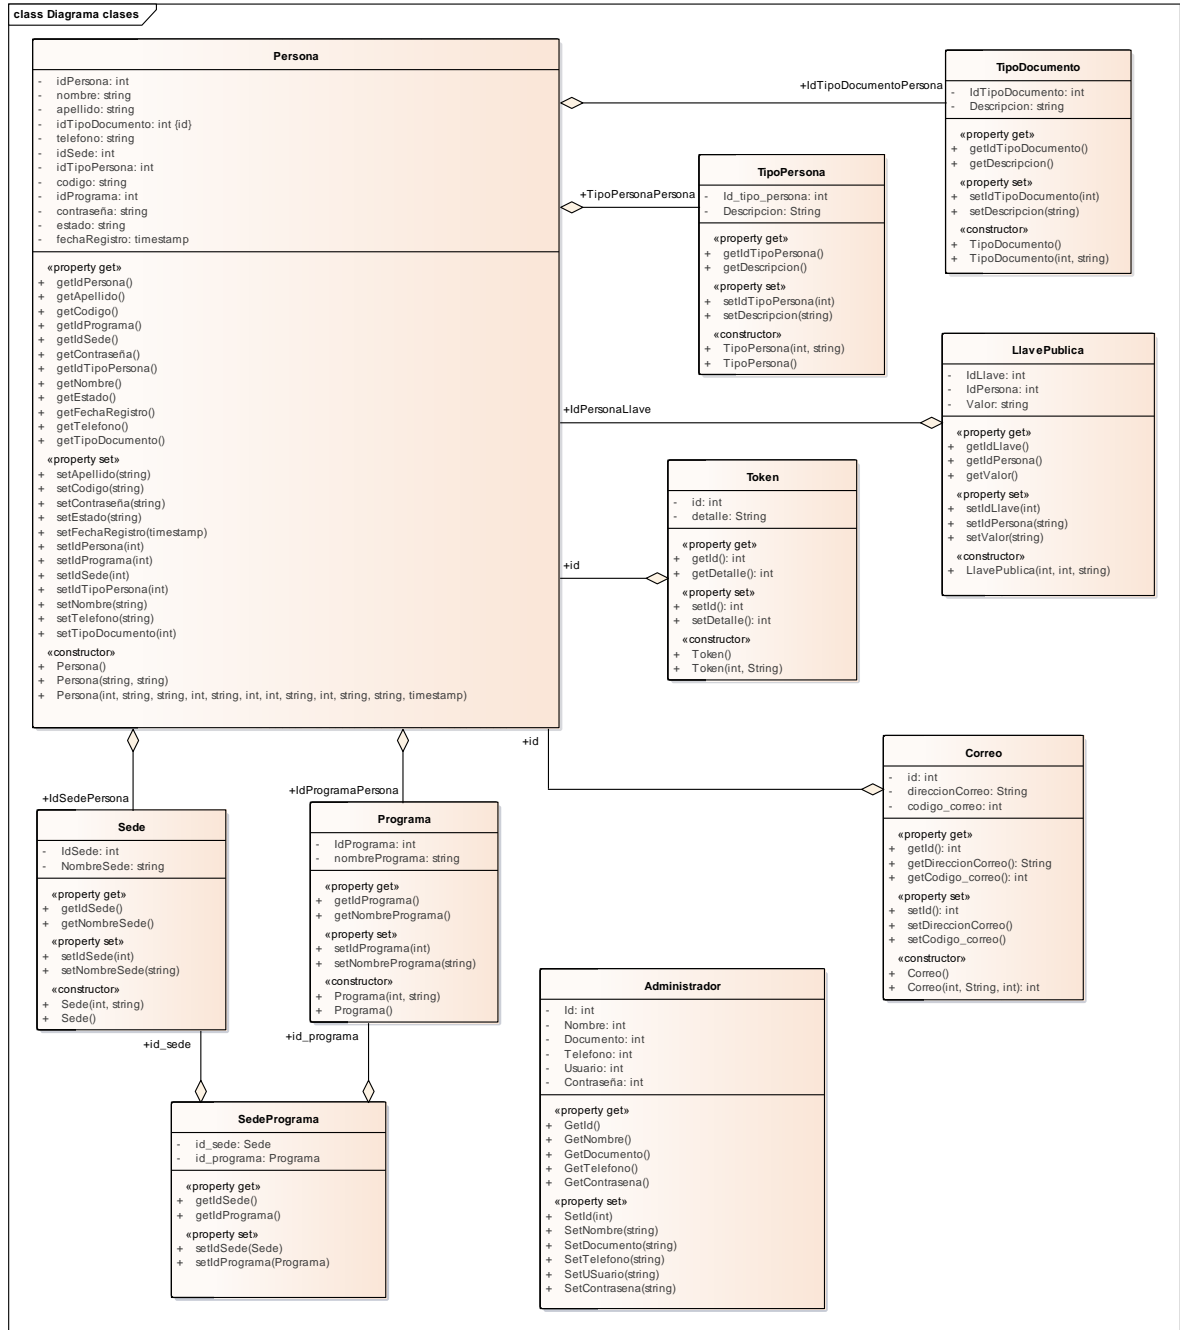 class Diagrama clases
Persona
- idPersona: int
- nombre: string
- apellido: string
- idTipoDocumento: int {id}
- telefono: string
- idSede: int
- idTipoPersona: int
- codigo: string
- idPrograma: int
- contraseña: string
- estado: string
- fechaRegistro: timestamp
«property get»
+ getIdPersona()
+ getApellido()
+ getCodigo()
+ getIdPrograma()
+ getIdSede()
+ getContraseña()
+ getIdTipoPersona()
+ getNombre()
+ getEstado()
+ getFechaRegistro()
+ getTelefono()
+ getTipoDocumento()
«property set»
+ setApellido(string)
+ setCodigo(string)
+ setContraseña(string)
+ setEstado(string)
+ setFechaRegistro(timestamp)
+ setIdPersona(int)
+ setIdPrograma(int)
+ setIdSede(int)
+ setIdTipoPersona(int)
+ setNombre(string)
+ setTelefono(string)
+ setTipoDocumento(int)
«constructor»
+ Persona()
+ Persona(string, string)
+ Persona(int, string, string, int, string, int, int, string, int, string, string, timestamp)
+IdTipoDocumentoPersona
TipoDocumento
- IdTipoDocumento: int
- Descripcion: string
«property get»
+ getIdTipoDocumento()
+ getDescripcion()
«property set»
+ setIdTipoDocumento(int)
+ setDescripcion(string)
«constructor»
+ TipoDocumento()
+ TipoDocumento(int, string)
+TipoPersonaPersona
TipoPersona
- Id_tipo_persona: int
- Descripcion: String
«property get»
+ getIdTipoPersona()
+ getDescripcion()
«property set»
+ setIdTipoPersona(int)
+ setDescripcion(string)
«constructor»
+ TipoPersona(int, string)
+ TipoPersona()
+IdPersonaLlave
LlavePublica
- IdLlave: int
- IdPersona: int
- Valor: string
«property get»
+ getIdLlave()
+ getIdPersona()
+ getValor()
«property set»
+ setIdLlave(int)
+ setIdPersona(string)
+ setValor(string)
«constructor»
+ LlavePublica(int, int, string)
+id
Token
- id: int
- detalle: String
«property get»
+ getId(): int
+ getDetalle(): int
«property set»
+ setId(): int
+ setDetalle(): int
«constructor»
+ Token()
+ Token(int, String)
+id
Correo
- id: int
- direccionCorreo: String
- codigo_correo: int
«property get»
+ getId(): int
+ getDireccionCorreo(): String
+ getCodigo_correo(): int
«property set»
+ setId(): int
+ setDireccionCorreo()
+ setCodigo_correo()
«constructor»
+ Correo()
+ Correo(int, String, int): int
+IdSedePersona
Sede
- IdSede: int
- NombreSede: string
«property get»
+ getIdSede()
+ getNombreSede()
«property set»
+ setIdSede(int)
+ setNombreSede(string)
«constructor»
+ Sede(int, string)
+ Sede()
+id_sede
+IdProgramaPersona
Programa
- IdPrograma: int
- nombrePrograma: string
«property get»
+ getIdPrograma()
+ getNombrePrograma()
«property set»
+ setIdPrograma(int)
+ setNombrePrograma(string)
«constructor»
+ Programa(int, string)
+ Programa()
+id_programa
SedePrograma
- id_sede: Sede
- id_programa: Programa
«property get»
+ getIdSede()
+ getIdPrograma()
«property set»
+ setIdSede(Sede)
+ setIdPrograma(Programa)
Administrador
- Id: int
- Nombre: int
- Documento: int
- Telefono: int
- Usuario: int
- Contraseña: int
«property get»
+ GetId()
+ GetNombre()
+ GetDocumento()
+ GetTelefono()
+ GetContrasena()
«property set»
+ SetId(int)
+ SetNombre(string)
+ SetDocumento(string)
+ SetTelefono(string)
+ SetUSuario(string)
+ SetContrasena(string)